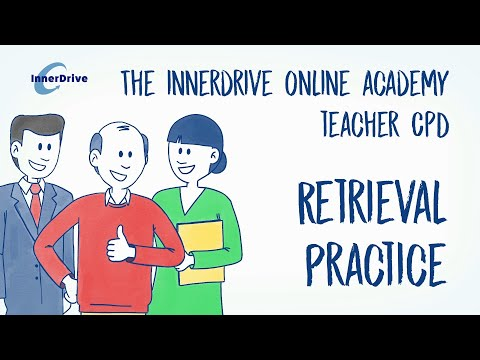 InnerDrive
THE INNERDRIVE ONLINE ACADEMY
TEACHER CPD
RETRIEVAL
PRACTICE